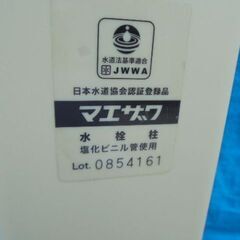 水道法基準適合
JWWA
日本水道協会認証登録品
マエザワ
水栓柱
塩化ビニル管使用
Lot. 0854161